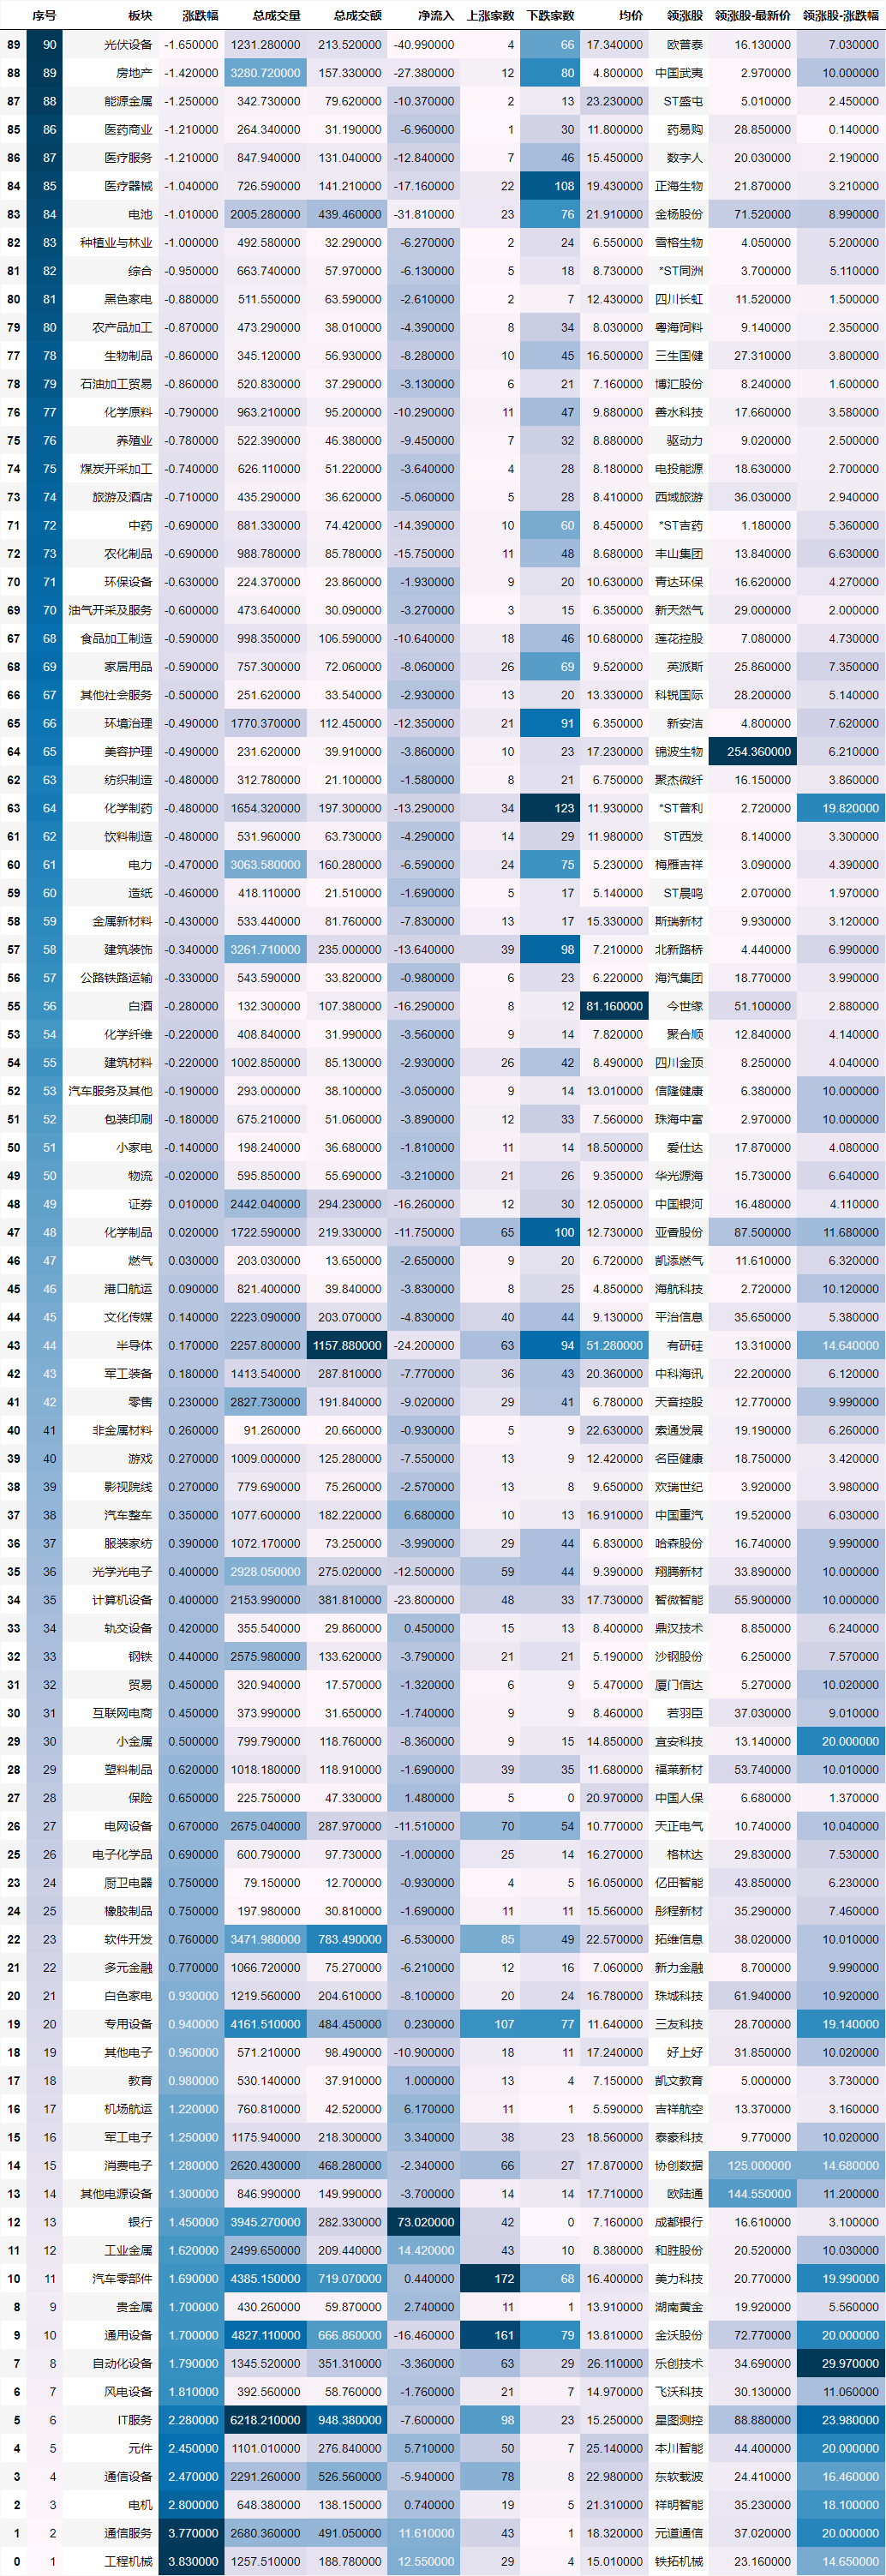 序号 板块 涨跌幅 总成交量 总成交额 净流入 上涨家数 下跌家数 均价 领涨股 领涨股-最新价 领涨股-涨跌幅
89 90 光伏设备 -1.650000 1231.280000 213.520000 -40.990000 4 66 17.340000 欧普泰 16.130000 7.030000
88 89 房地产 -1.420000 3280.720000 157.330000 -27.380000 12 80 4.800000 中国武夷 2.970000 10.000000
87 88 能源金属 -1.250000 342.730000 79.620000 -10.370000 2 13 23.230000 ST盛屯 5.010000 2.450000
85 86 医药商业 -1.210000 264.340000 31.190000 -6.960000 1 30 11.800000 药易购 28.850000 0.140000
86 87 医疗服务 -1.210000 847.940000 131.040000 -12.840000 7 46 15.450000 数字人 20.030000 2.190000
84 85 医疗器械 -1.040000 726.590000 141.210000 -17.160000 22 108 19.430000 正海生物 21.870000 3.210000
83 84 电池 -1.010000 2005.280000 439.460000 -31.810000 23 76 21.910000 金杨股份 71.520000 8.990000
82 83 种植业与林业 -1.000000 492.580000 32.290000 -6.270000 2 24 6.550000 雪榕生物 4.050000 5.200000
81 82 综合 -0.950000 663.740000 57.970000 -6.130000 5 18 8.730000 *ST同洲 3.700000 5.110000
80 81 黑色家电 -0.880000 511.550000 63.590000 -2.610000 2 7 12.430000 四川长虹 11.520000 1.500000
79 80 农产品加工 -0.870000 473.290000 38.010000 -4.390000 8 34 8.030000 粤海饲料 9.140000 2.350000
77 78 生物制品 -0.860000 345.120000 56.930000 -8.280000 10 45 16.500000 三生国健 27.310000 3.800000
78 79 石油加工贸易 -0.860000 520.830000 37.290000 -3.130000 6 21 7.160000 博汇股份 8.240000 1.600000
76 77 化学原料 -0.790000 963.210000 95.200000 -10.290000 11 47 9.880000 善水科技 17.660000 3.580000
75 76 养殖业 -0.780000 522.390000 46.380000 -9.450000 7 32 8.880000 驱动力 9.020000 2.500000
74 75 煤炭开采加工 -0.740000 626.110000 51.220000 -3.640000 4 28 8.180000 电投能源 18.630000 2.700000
73 74 旅游及酒店 -0.710000 435.290000 36.620000 -5.060000 5 28 8.410000 西域旅游 36.030000 2.940000
71 72 中药 -0.690000 881.330000 74.420000 -14.390000 10 60 8.450000 *ST吉药 1.180000 5.360000
72 73 农化制品 -0.690000 988.780000 85.780000 -15.750000 11 48 8.680000 丰山集团 13.840000 6.630000
70 71 环保设备 -0.630000 224.370000 23.860000 -1.930000 9 20 10.630000 青达环保 16.620000 4.270000
69 70 油气开采及服务 -0.600000 473.640000 30.090000 -3.270000 3 15 6.350000 新天然气 29.000000 2.000000
67 68 食品加工制造 -0.590000 998.350000 106.590000 -10.640000 18 46 10.680000 莲花控股 7.080000 4.730000
68 69 家居用品 -0.590000 757.300000 72.060000 -8.060000 26 69 9.520000 英派斯 25.860000 7.350000
66 67 其他社会服务 -0.500000 251.620000 33.540000 -2.930000 13 20 13.330000 科锐国际 28.200000 5.140000
65 66 环境治理 -0.490000 1770.370000 112.450000 -12.350000 21 91 6.350000 新安洁 4.800000 7.620000
64 65 美容护理 -0.490000 231.620000 39.910000 -3.860000 10 23 17.230000 锦波生物 254.360000 6.210000
62 63 纺织制造 -0.480000 312.780000 21.100000 -1.580000 8 21 6.750000 聚杰微纤 16.150000 3.860000
63 64 化学制药 -0.480000 1654.320000 197.300000 -13.290000 34 123 11.930000 *ST普利 2.720000 19.820000
61 62 饮料制造 -0.480000 531.960000 63.730000 -4.290000 14 29 11.980000 ST西发 8.140000 3.300000
60 61 电力 -0.470000 3063.580000 160.280000 -6.590000 24 75 5.230000 梅雁吉祥 3.090000 4.390000
59 60 造纸 -0.460000 418.110000 21.510000 -1.690000 5 17 5.140000 ST晨鸣 2.070000 1.970000
58 59 金属新材料 -0.430000 533.440000 81.760000 -7.830000 13 17 15.330000 斯瑞新材 9.930000 3.120000
57 58 建筑装饰 -0.340000 3261.710000 235.000000 -13.640000 39 98 7.210000 北新路桥 4.440000 6.990000
56 57 公路铁路运输 -0.330000 543.590000 33.820000 -0.980000 6 23 6.220000 海汽集团 18.770000 3.990000
55 56 白酒 -0.280000 132.300000 107.380000 -16.290000 8 12 81.160000 今世缘 51.100000 2.880000
53 54 化学纤维 -0.220000 408.840000 31.990000 -3.560000 9 14 7.820000 聚合顺 12.840000 4.140000
54 55 建筑材料 -0.220000 1002.850000 85.130000 -2.930000 26 42 8.490000 四川金顶 8.250000 4.040000
52 53 汽车服务及其他 -0.190000 293.000000 38.100000 -3.050000 9 14 13.010000 信隆健康 6.380000 10.000000
51 52 包装印刷 -0.180000 675.210000 51.060000 -3.890000 12 33 7.560000 珠海中富 2.970000 10.000000
50 51 小家电 -0.140000 198.240000 36.680000 -1.810000 11 14 18.500000 爱仕达 17.870000 4.080000
49 50 物流 -0.020000 595.850000 55.690000 -3.210000 21 26 9.350000 华光源海 15.730000 6.640000
48 49 证券 0.010000 2442.040000 294.230000 -16.260000 12 30 12.050000 中国银河 16.480000 4.110000
47 48 化学制品 0.020000 1722.590000 219.330000 -11.750000 65 100 12.730000 亚香股份 87.500000 11.680000
46 47 燃气 0.030000 203.030000 13.650000 -2.650000 9 20 6.720000 凯添燃气 11.610000 6.320000
45 46 港口航运 0.090000 821.400000 39.840000 -3.830000 8 25 4.850000 海航科技 2.720000 10.120000
44 45 文化传媒 0.140000 2223.090000 203.070000 -4.830000 40 44 9.130000 平治信息 35.650000 5.380000
43 44 半导体 0.170000 2257.800000 1157.880000 -24.200000 63 94 51.280000 有研硅 13.310000 14.640000
42 43 军工装备 0.180000 1413.540000 287.810000 -7.770000 36 43 20.360000 中科海讯 22.200000 6.120000
41 42 零售 0.230000 2827.730000 191.840000 -9.020000 29 41 6.780000 天音控股 12.770000 9.990000
40 41 非金属材料 0.260000 91.260000 20.660000 -0.930000 5 9 22.630000 索通发展 19.190000 6.260000
39 40 游戏 0.270000 1009.000000 125.280000 -7.550000 13 9 12.420000 名臣健康 18.750000 3.420000
38 39 影视院线 0.270000 779.690000 75.260000 -2.570000 13 8 9.650000 欢瑞世纪 3.920000 3.980000
37 38 汽车整车 0.350000 1077.600000 182.220000 6.680000 10 13 16.910000 中国重汽 19.520000 6.030000
36 37 服装家纺 0.390000 1072.170000 73.250000 -3.990000 29 44 6.830000 哈森股份 16.740000 9.990000
35 36 光学光电子 0.400000 2928.050000 275.020000 -12.500000 59 44 9.390000 翔腾新材 33.890000 10.000000
34 35 计算机设备 0.400000 2153.990000 381.810000 -23.800000 48 33 17.730000 智微智能 55.900000 10.000000
33 34 轨交设备 0.420000 355.540000 29.860000 0.450000 15 13 8.400000 鼎汉技术 8.850000 6.240000
32 33 钢铁 0.440000 2575.980000 133.620000 -3.790000 21 21 5.190000 沙钢股份 6.250000 7.570000
31 32 贸易 0.450000 320.940000 17.570000 -1.320000 6 9 5.470000 厦门信达 5.270000 10.020000
30 31 互联网电商 0.450000 373.990000 31.650000 -1.740000 9 9 8.460000 若羽臣 37.030000 9.010000
29 30 小金属 0.500000 799.790000 118.760000 -8.360000 9 15 14.850000 宜安科技 13.140000 20.000000
28 29 塑料制品 0.620000 1018.180000 118.910000 -1.690000 39 35 11.680000 福莱新材 53.740000 10.010000
27 28 保险 0.650000 225.750000 47.330000 1.480000 5 0 20.970000 中国人保 6.680000 1.370000
26 27 电网设备 0.670000 2675.040000 287.970000 -11.510000 70 54 10.770000 天正电气 10.740000 10.040000
25 26 电子化学品 0.690000 600.790000 97.730000 -1.000000 25 14 16.270000 格林达 29.830000 7.530000
23 24 厨卫电器 0.750000 79.150000 12.700000 -0.930000 4 5 16.050000 亿田智能 43.850000 6.230000
24 25 橡胶制品 0.750000 197.980000 30.810000 -1.690000 11 11 15.560000 彤程新材 35.290000 7.460000
22 23 软件开发 0.760000 3471.980000 783.490000 -6.530000 85 49 22.570000 拓维信息 38.020000 10.010000
21 22 多元金融 0.770000 1066.720000 75.270000 -6.210000 12 16 7.060000 新力金融 8.700000 9.990000
20 21 白色家电 0.930000 1219.560000 204.610000 -8.100000 20 24 16.780000 珠城科技 61.940000 10.920000
19 20 专用设备 0.940000 4161.510000 484.450000 0.230000 107 77 11.640000 三友科技 28.700000 19.140000
18 19 其他电子 0.960000 571.210000 98.490000 -10.900000 18 11 17.240000 好上好 31.850000 10.020000
17 18 教育 0.980000 530.140000 37.910000 1.000000 13 4 7.150000 凯文教育 5.000000 3.730000
16 17 机场航运 1.220000 760.810000 42.520000 6.170000 11 1 5.590000 吉祥航空 13.370000 3.160000
15 16 军工电子 1.250000 1175.940000 218.300000 3.340000 38 23 18.560000 泰豪科技 9.770000 10.020000
14 15 消费电子 1.280000 2620.430000 468.280000 -2.340000 66 27 17.870000 协创数据 125.000000 14.680000
13 14 其他电源设备 1.300000 846.990000 149.990000 -3.700000 14 14 17.710000 欧陆通 144.550000 11.200000
12 13 银行 1.450000 3945.270000 282.330000 73.020000 42 0 7.160000 成都银行 16.610000 3.100000
11 12 工业金属 1.620000 2499.650000 209.440000 14.420000 43 10 8.380000 和胜股份 20.520000 10.030000
10 11 汽车零部件 1.690000 4385.150000 719.070000 0.440000 172 68 16.400000 美力科技 20.770000 19.990000
8 9 贵金属 1.700000 430.260000 59.870000 2.740000 11 1 13.910000 湖南黄金 19.920000 5.560000
9 10 通用设备 1.700000 4827.110000 666.860000 -16.460000 161 79 13.810000 金沃股份 72.770000 20.000000
7 8 自动化设备 1.790000 1345.520000 351.310000 -3.360000 63 29 26.110000 乐创技术 34.690000 29.970000
6 7 风电设备 1.810000 392.560000 58.760000 -1.760000 21 7 14.970000 飞沃科技 30.130000 11.060000
5 6 IT服务 2.280000 6218.210000 948.380000 -7.600000 98 23 15.250000 星图测控 88.880000 23.980000
4 5 元件 2.450000 1101.010000 276.840000 5.710000 50 7 25.140000 本川智能 44.400000 20.000000
3 4 通信设备 2.470000 2291.260000 526.560000 -5.940000 78 8 22.980000 东软载波 24.410000 16.460000
2 3 电机 2.800000 648.380000 138.150000 0.740000 19 5 21.310000 祥明智能 35.230000 18.100000
1 2 通信服务 3.770000 2680.360000 491.050000 11.610000 43 1 18.320000 元道通信 37.020000 20.000000
0 1 工程机械 3.830000 1257.510000 188.780000 12.550000 29 4 15.010000 铁拓机械 23.160000 14.650000